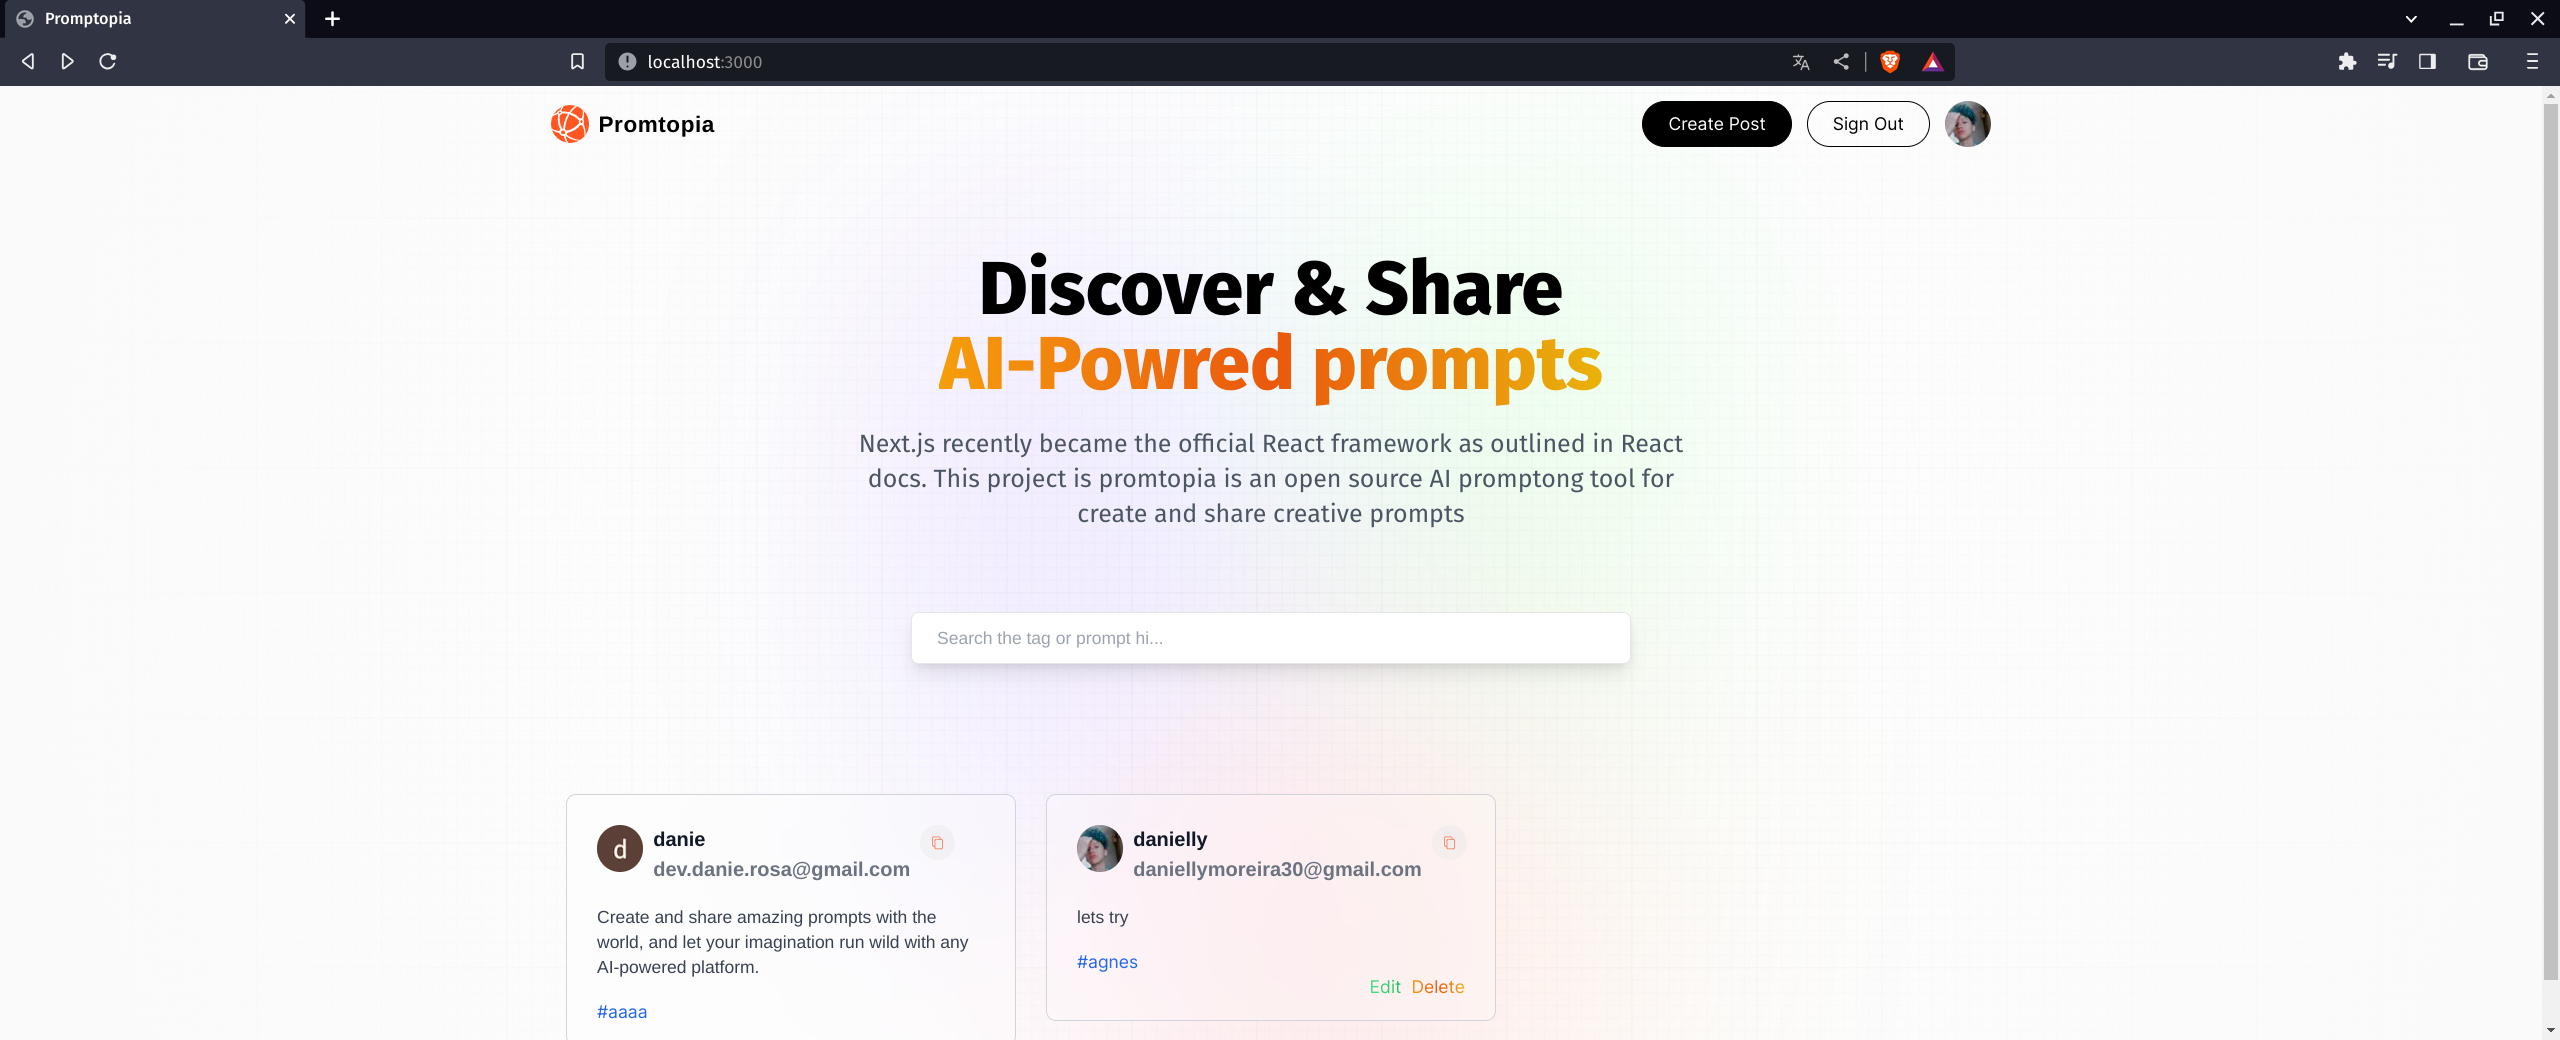 Promptopia
localhost:3000
Promtopia
Create Post
Sign Out
Discover & Share
AI-Powred prompts
Next.js recently became the official React framework as outlined in React
docs. This project is promtopia is an open source AI promptong tool for
create and share creative prompts
Search the tag or prompt hi...
d
danie
dev.danie.rosa@gmail.com
Create and share amazing prompts with the
world, and let your imagination run wild with any
AI-powered platform.
#aaaa
danielly
daniellymoreira30@gmail.com
lets try
#agnes
Edit Delete